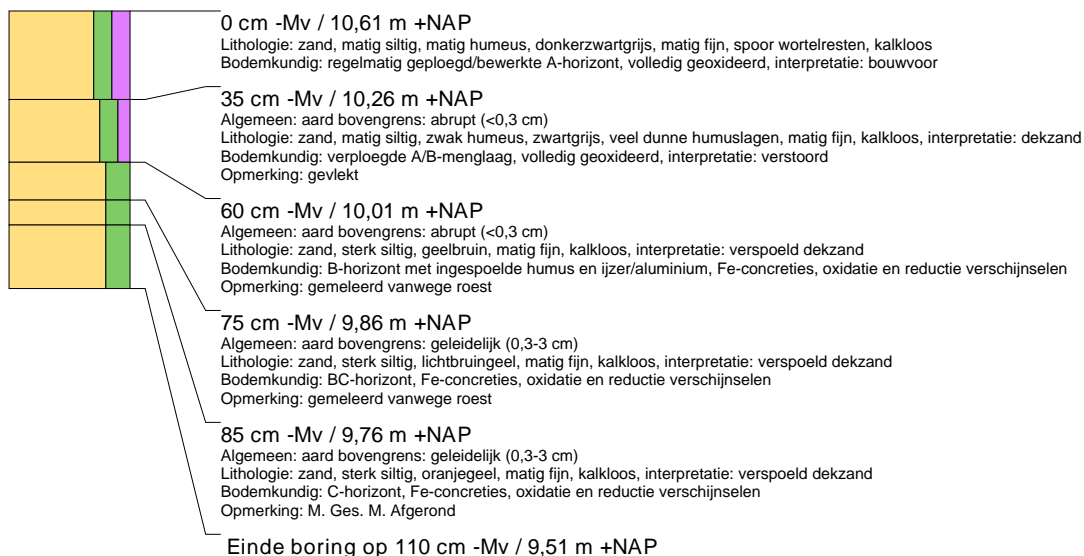 0 cm -Mv / 10,61 m +NAP
Lithologie: zand, matig siltig, matig humeus, donkerzwartgrijs, matig fijn, spoor wortelresten, kalkloos
Bodemkundig: regelmatig geploegd/bewerkte A-horizont, volledig geoxideerd, interpretatie: bouwvoor
35 cm -Mv / 10,26 m +NAP
Algemeen: aard bovengrens: abrupt (<0,3 cm)
Lithologie: zand, matig siltig, zwak humeus, zwartgrijs, veel dunne humuslagen, matig fijn, kalkloos, interpretatie: dekzand
Bodemkundig: verploegde A/B-menglaag, volledig geoxideerd, interpretatie: verstoord
Opmerking: gevlekt
60 cm -Mv / 10,01 m +NAP
Algemeen: aard bovengrens: abrupt (<0,3 cm)
Lithologie: zand, sterk siltig, geelbruin, matig fijn, kalkloos, interpretatie: verspoeld dekzand
Bodemkundig: B-horizont met ingespoelde humus en ijzer/aluminium, Fe-concreties, oxidatie en reductie verschijnselen
Opmerking: gemeleerd vanwege roest
75 cm -Mv / 9,86 m +NAP
Algemeen: aard bovengrens: geleidelijk (0,3-3 cm)
Lithologie: zand, sterk siltig, lichtbruingeel, matig fijn, kalkloos, interpretatie: verspoeld dekzand
Bodemkundig: BC-horizont, Fe-concreties, oxidatie en reductie verschijnselen
Opmerking: gemeleerd vanwege roest
85 cm -Mv / 9,76 m +NAP
Algemeen: aard bovengrens: geleidelijk (0,3-3 cm)
Lithologie: zand, sterk siltig, oranjegeel, matig fijn, kalkloos, interpretatie: verspoeld dekzand
Bodemkundig: C-horizont, Fe-concreties, oxidatie en reductie verschijnselen
Opmerking: M. Ges. M. Afgerond
Einde boring op 110 cm -Mv / 9,51 m +NAP